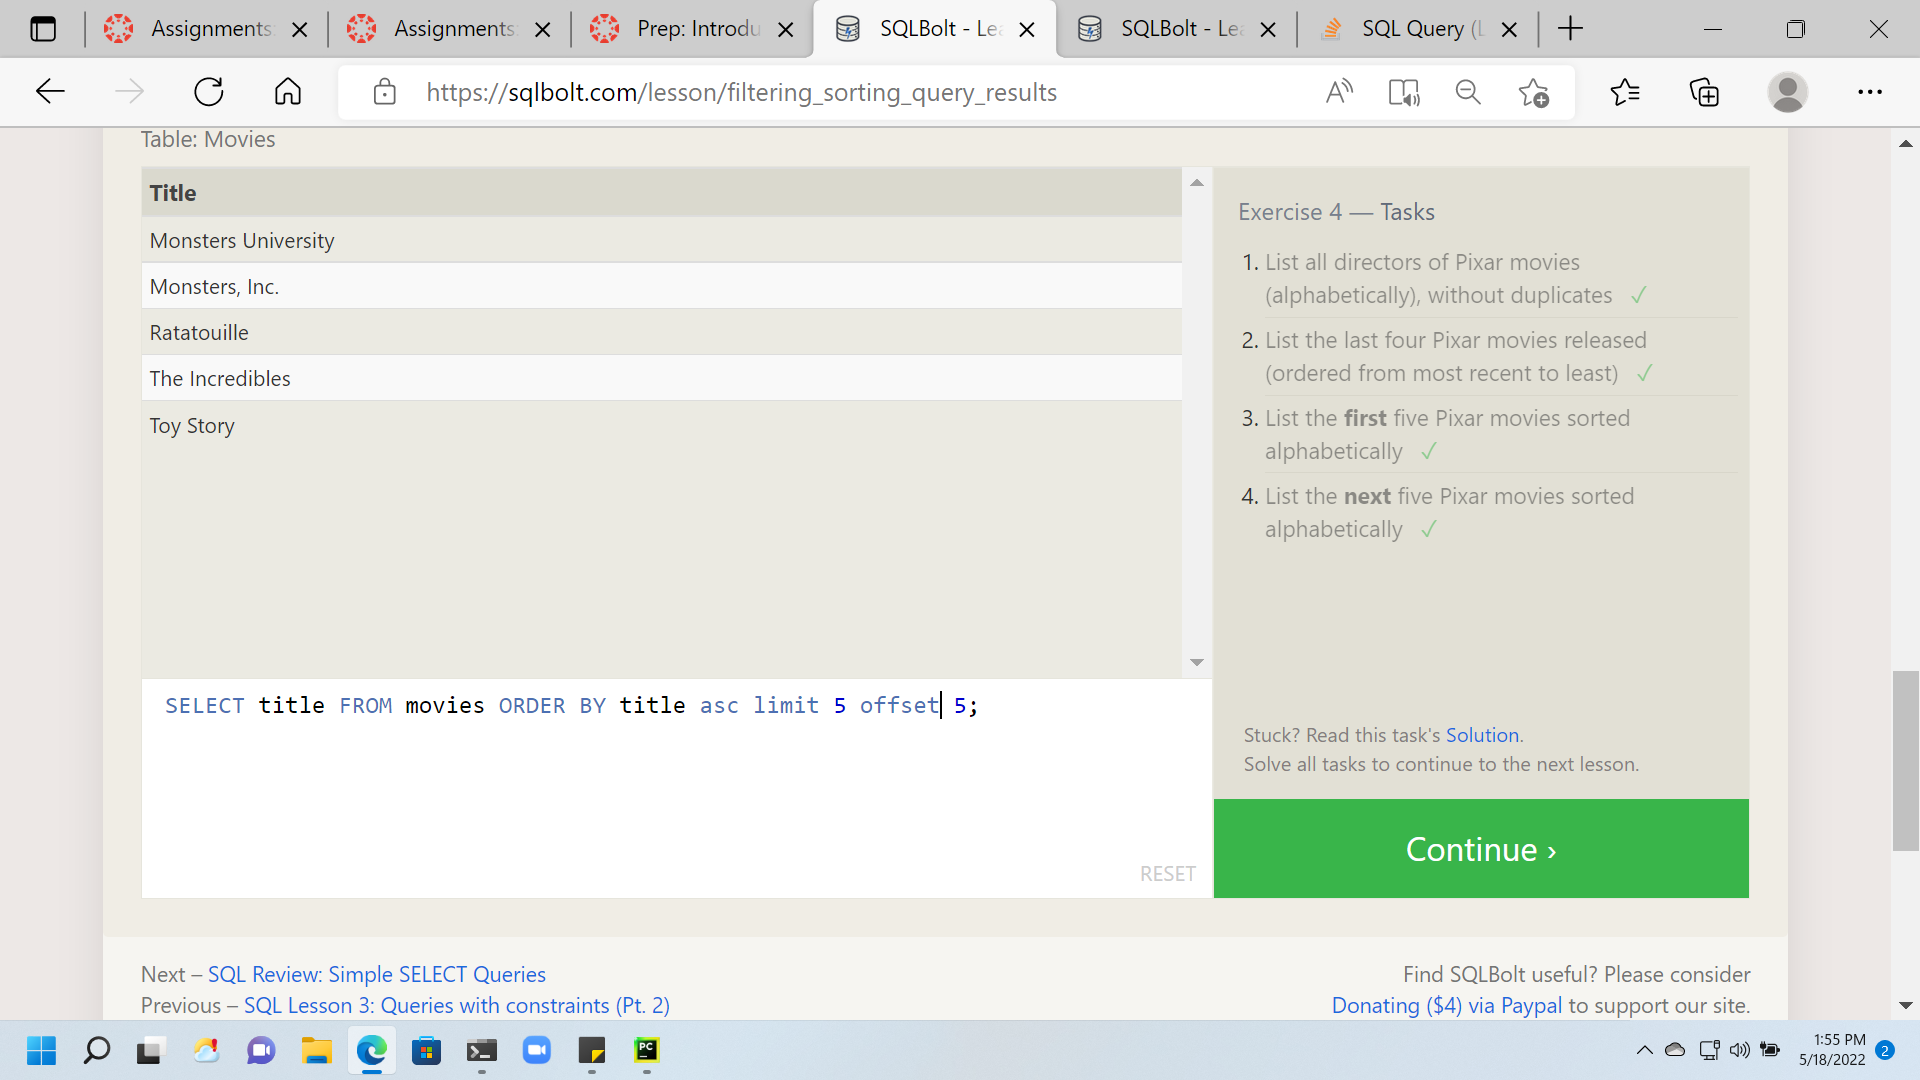 Assignments
Assignments
Prep: Introdu
SQLBolt - Lea
SQLBolt - Lea
SQL Query (L
https://sqlbolt.com/lesson/filtering_sorting_query_results
Table: Movies
Title
Monsters University
Monsters, Inc.
Ratatouille
The Incredibles
Toy Story
SELECT title FROM movies ORDER BY title asc limit 5 offset 5;
RESET
Exercise 4 — Tasks
1. List all directors of Pixar movies
(alphabetically), without duplicates ✓
2. List the last four Pixar movies released
(ordered from most recent to least) ✓
3. List the first five Pixar movies sorted
alphabetically ✓
4. List the next five Pixar movies sorted
alphabetically ✓
Stuck? Read this task's Solution.
Solve all tasks to continue to the next lesson.
Continue ›
Next – SQL Review: Simple SELECT Queries
Previous – SQL Lesson 3: Queries with constraints (Pt. 2)
Find SQLBolt useful? Please consider
Donating ($4) via Paypal to support our site.
PC
1:55 PM
5/18/2022
2